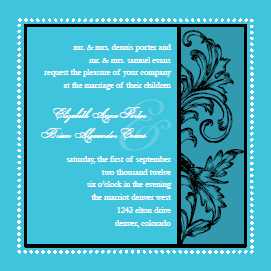 mr. & mrs. dennis porter and
mr. & mrs. samuel evans
request the pleasure of your company
at the marriage of their children
Elizabeth Anne Porter
&
Brian Alexander Evans
saturday, the first of september
two thousand twelve
six o'clock in the evening
the marriot denver west
1243 elton drive
denver, colorado